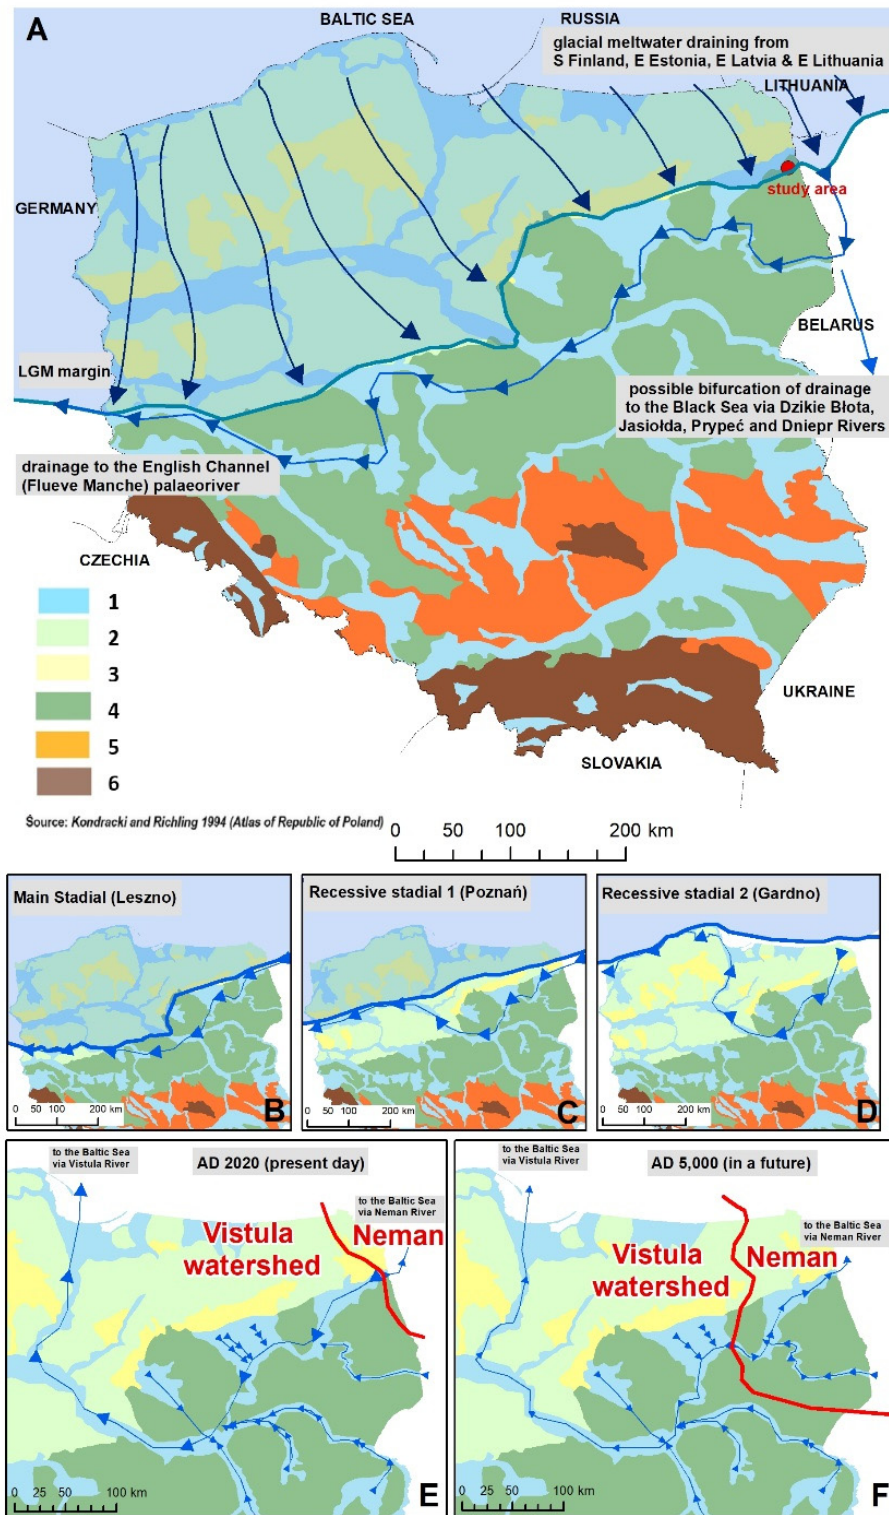 A
BALTIC SEA
RUSSIA
glacial meltwater draining from
S Finland, E Estonia, E Latvia & E Lithuania
LITHUANIA
study area
GERMANY
BELARUS
LGM margin
possible bifurcation of drainage
to the Black Sea via Dzikie Błota,
Jasiołda, Prypeć and Dniepr Rivers
drainage to the English Channel
(Flueve Manche) palaeoriver
CZECHIA
1
2
3
4
5
6
UKRAINE
SLOVAKIA
Source: Kondracki and Richling 1994 (Atlas of Republic of Poland)
0 50 100 200 km
Main Stadial (Leszno)
0 50 100 200 km
B
Recessive stadial 1 (Poznań)
0 50 100 200 km
C
Recessive stadial 2 (Gardno)
0 50 100 200 km
D
to the Baltic Sea
via Vistula River
AD 2020 (present day)
to the Baltic Sea
via Neman River
Vistula
watershed
Neman
0 25 50 100 km
E
to the Baltic Sea
via Vistula River
AD 5,000 (in a future)
to the Baltic Sea
via Neman River
Vistula
watershed
Neman
0 25 50 100 km
F